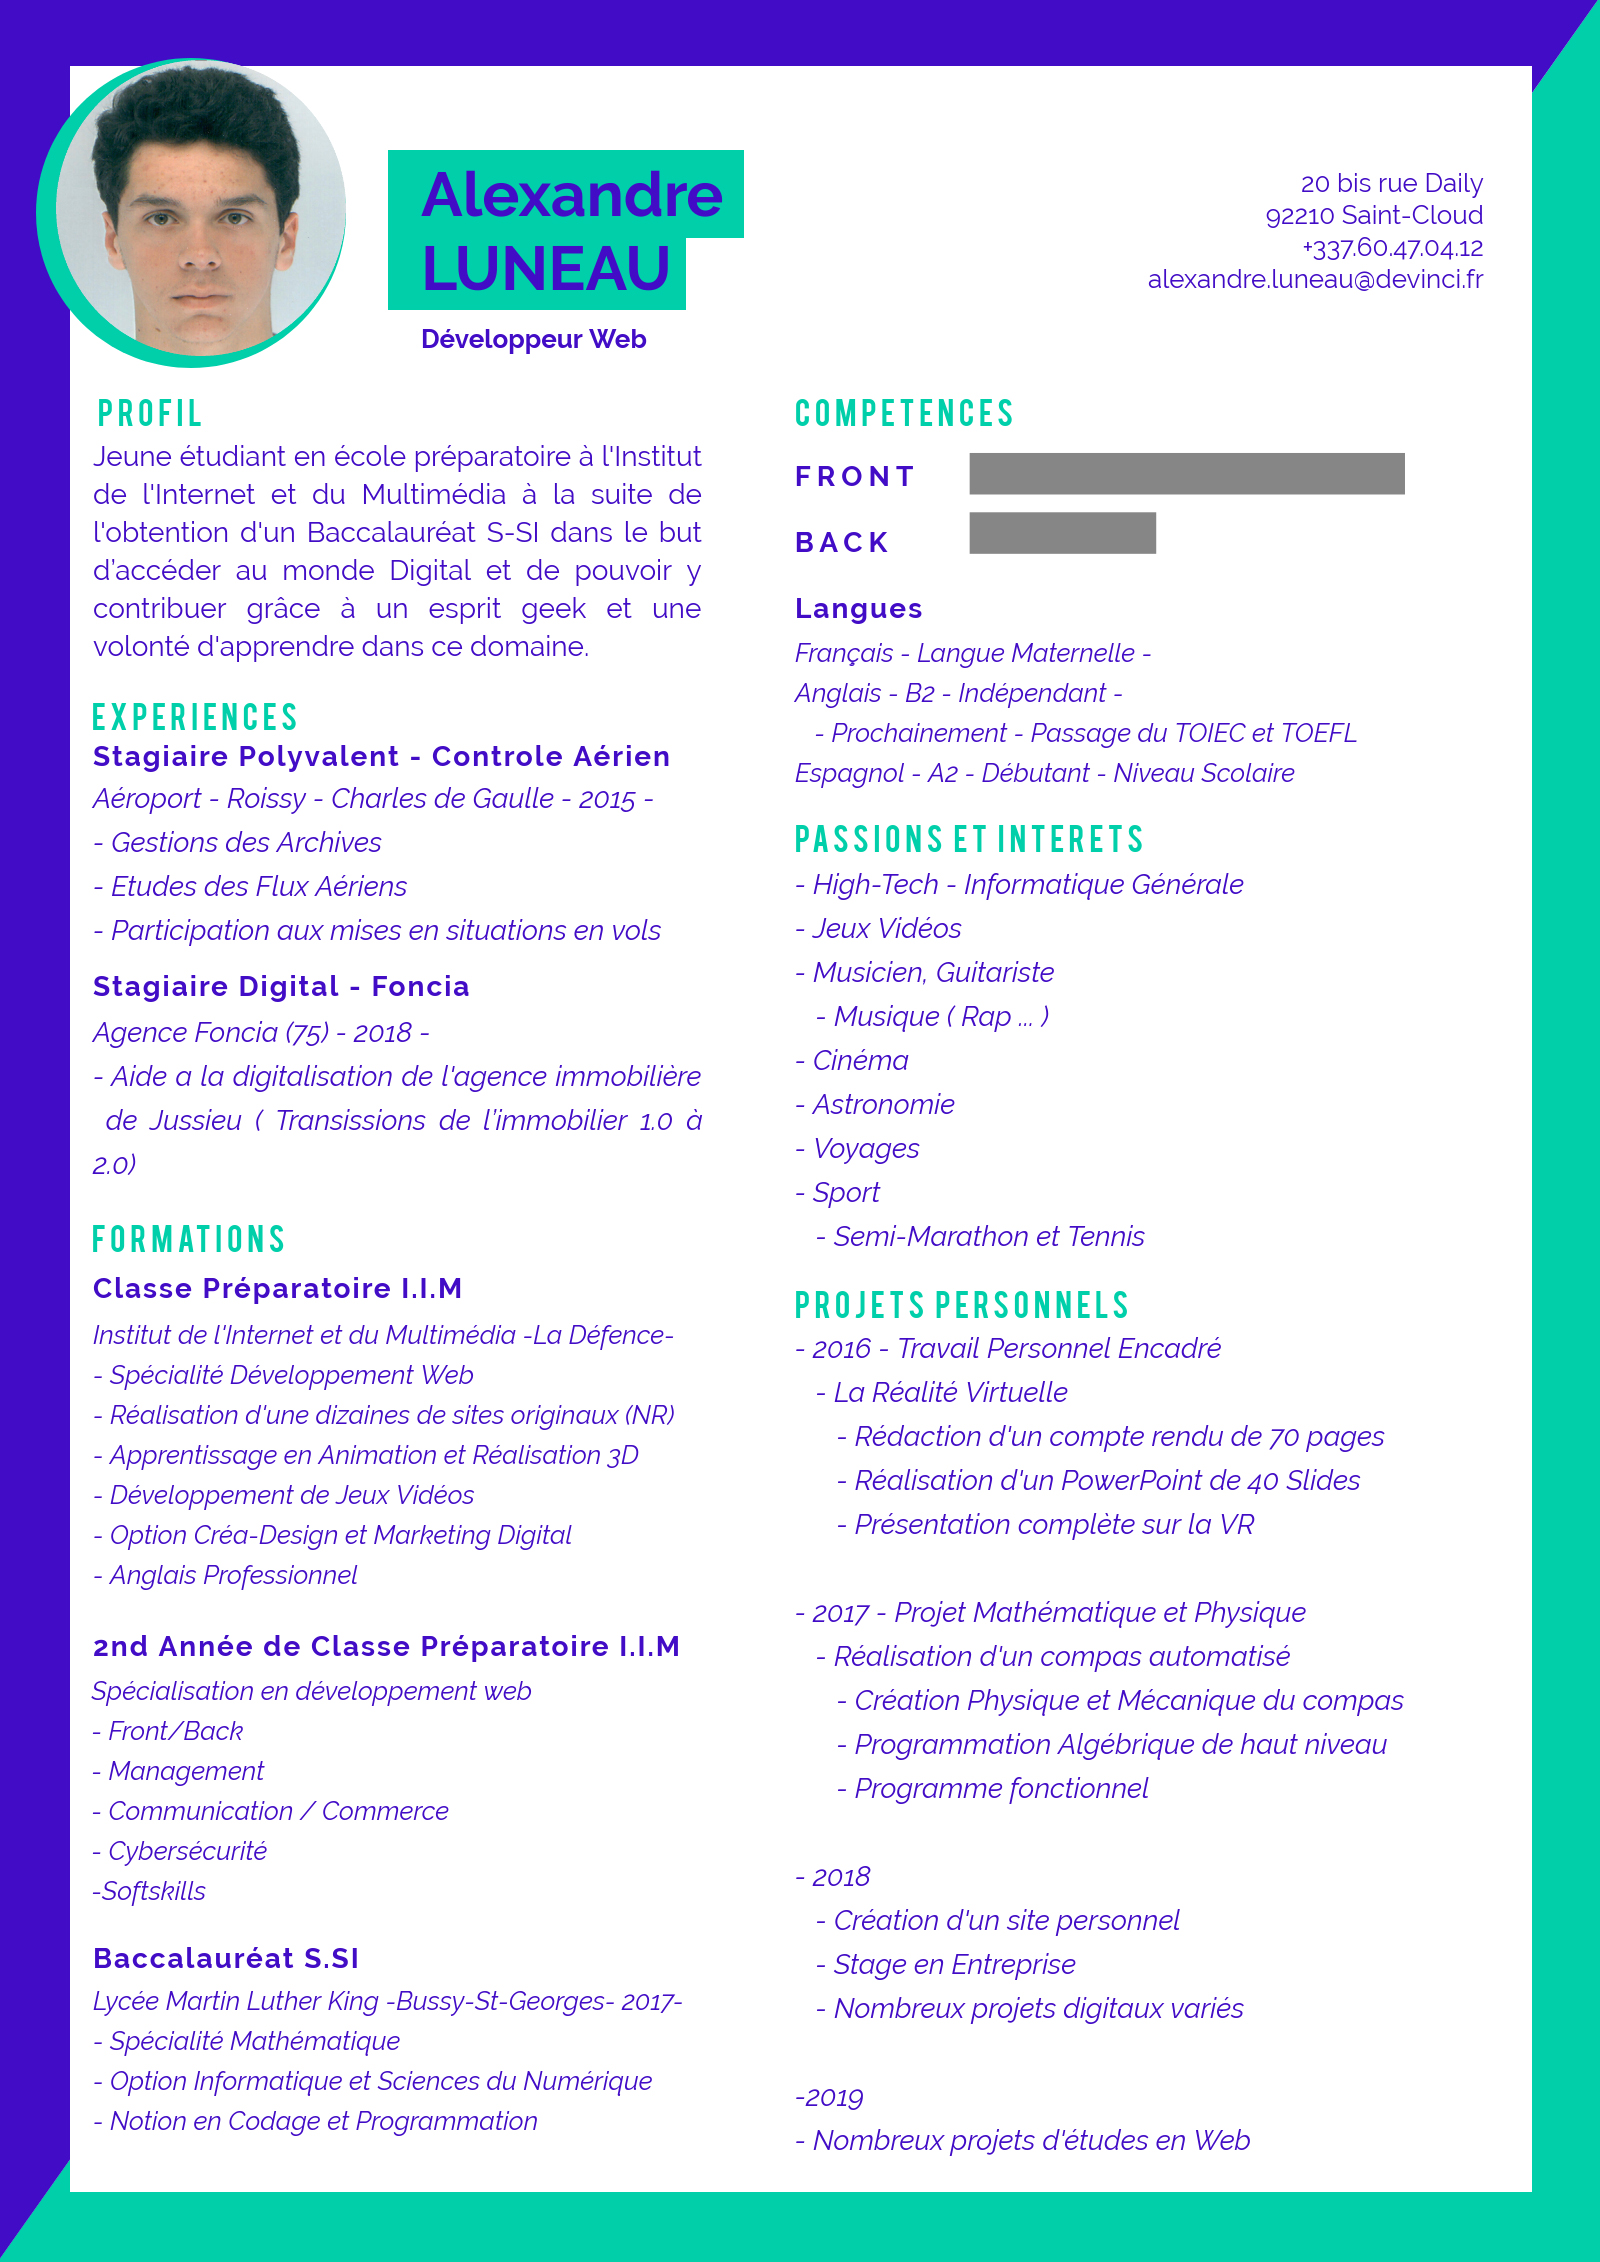 Alexandre
LUNEAU
Développeur Web
20 bis rue Daily
92210 Saint-Cloud
+337.60.47.04.12
alexandre.luneau@devinci.fr
PROFIL
Jeune étudiant en école préparatoire à l'Institut
de l'Internet et du Multimédia à la suite de
l'obtention d'un Baccalauréat S-SI dans le but
d'accéder au monde Digital et de pouvoir y
contribuer grâce à un esprit geek et une
volonté d'apprendre dans ce domaine.
EXPERIENCES
Stagiaire Polyvalent - Controle Aérien
Aéroport - Roissy - Charles de Gaulle - 2015 -
- Gestions des Archives
- Etudes des Flux Aériens
- Participation aux mises en situations en vols
Stagiaire Digital - Foncia
Agence Foncia (75) - 2018 -
- Aide a la digitalisation de l'agence immobilière
de Jussieu ( Transissions de l'immobilier 1.0 à
2.0)
FORMATIONS
Classe Préparatoire I.I.M
Institut de l'Internet et du Multimédia -La Défence-
- Spécialité Développement Web
- Réalisation d'une dizaines de sites originaux (NR)
- Apprentissage en Animation et Réalisation 3D
- Développement de Jeux Vidéos
- Option Créa-Design et Marketing Digital
- Anglais Professionnel
2nd Année de Classe Préparatoire I.I.M
Spécialisation en développement web
- Front/Back
- Management
- Communication / Commerce
- Cybersécurité
-Softskills
Baccalauréat S.SI
Lycée Martin Luther King -Bussy-St-Georges- 2017-
- Spécialité Mathématique
- Option Informatique et Sciences du Numérique
- Notion en Codage et Programmation
COMPETENCES
FRONT
BACK
Langues
Français - Langue Maternelle -
Anglais - B2 - Indépendant -
- Prochainement - Passage du TOIEC et TOEFL
Espagnol - A2 - Débutant - Niveau Scolaire
PASSIONS ET INTERETS
- High-Tech - Informatique Générale
- Jeux Vidéos
- Musicien, Guitariste
- Musique ( Rap ... )
- Cinéma
- Astronomie
- Voyages
- Sport
- Semi-Marathon et Tennis
PROJETS PERSONNELS
- 2016 - Travail Personnel Encadré
- La Réalité Virtuelle
- Rédaction d'un compte rendu de 70 pages
- Réalisation d'un PowerPoint de 40 Slides
- Présentation complète sur la VR
- 2017 - Projet Mathématique et Physique
- Réalisation d'un compas automatisé
- Création Physique et Mécanique du compas
- Programmation Algébrique de haut niveau
- Programme fonctionnel
- 2018
- Création d'un site personnel
- Stage en Entreprise
- Nombreux projets digitaux variés
-2019
- Nombreux projets d'études en Web